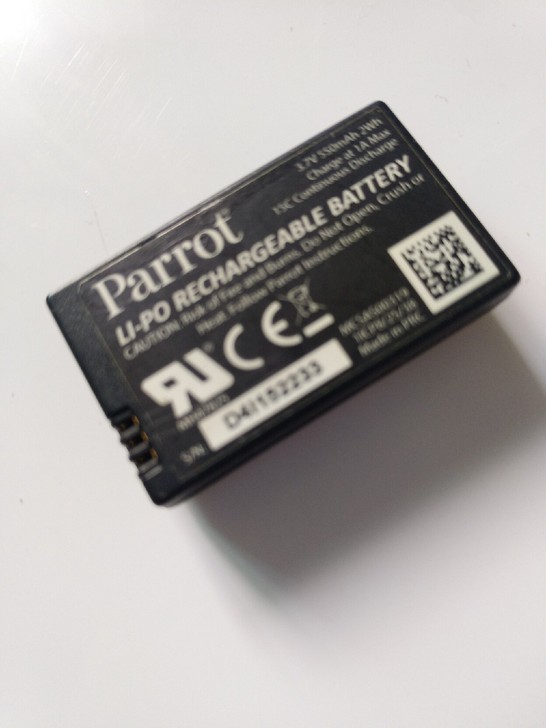 3.7V 550mAh 2Wh
Charge at 1A Max
15C Continuous Discharge
Parrot
LI-PO RECHARGEABLE BATTERY
CAUTION: Risk of Fire and Burns. Do Not Open, Crush or
Heat. Follow Parrot Instructions.
CE
Made in PRC
S/N
D4I152233